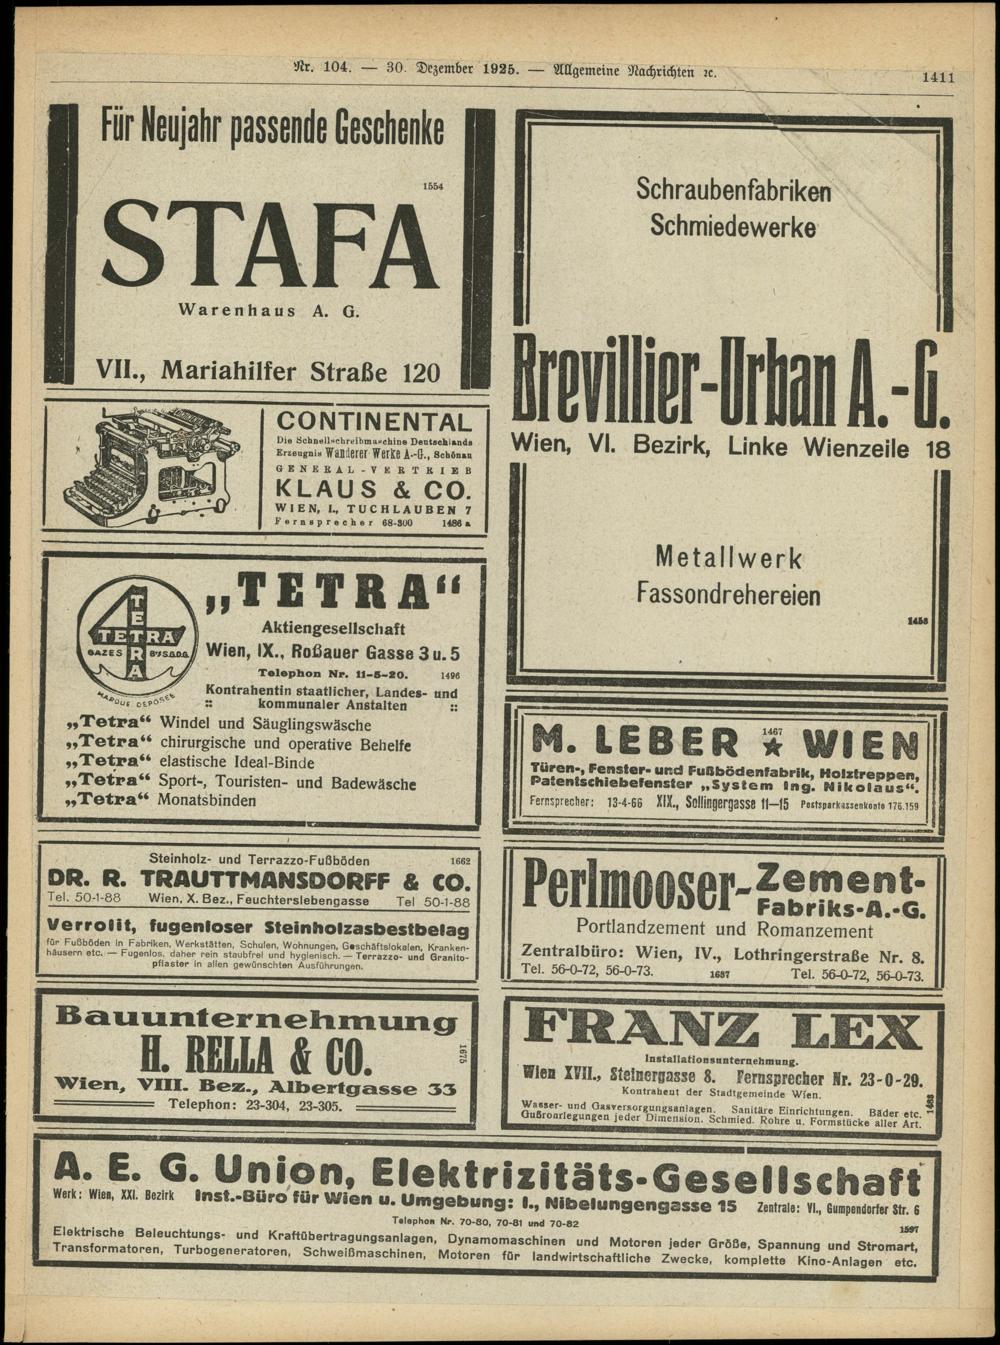 Nr. 104. — 30. Dezember 1925. — Allgemeine Nachrichten ꝛc.
1411
Für Neujahr passende Geschenke
1554
STAFA
Warenhaus A. G.
VII., Mariahilfer Straße 120
CONTINENTAL
Die Schnellschreibmaschine Deutschlands
Erzeugnis Wanderer Werke A.-G., Schönau
GENERAL-VERTRIEB
KLAUS & CO.
WIEN, I., TUCHLAUBEN 7
Fernsprecher 68-300 1486 a
„TETRA“
TETRA
TETRA
GAZES
MARQUE DEPOSÉE
Aktiengesellschaft
Wien, IX., Roßauer Gasse 3 u. 5
Telephon Nr. 11-5-20. 1496
Kontrahentin staatlicher, Landes- und
:: kommunaler Anstalten ::
„Tetra“ Windel und Säuglingswäsche
„Tetra“ chirurgische und operative Behelfe
„Tetra“ elastische Ideal-Binde
„Tetra“ Sport-, Touristen- und Badewäsche
„Tetra“ Monatsbinden
Steinholz- und Terrazzo-Fußböden 1662
DR. R. TRAUTTMANSDORFF & CO.
Tel. 50-1-88 Wien, X. Bez., Feuchterslebengasse Tel 50-1-88
Verrolit, fugenloser Steinholzasbestbelag
für Fußböden in Fabriken, Werkstätten, Schulen, Wohnungen, Geschäftslokalen, Kranken-
häusern etc. — Fugenlos, daher rein staubfrei und hygienisch. — Terrazzo- und Granito-
pflaster in allen gewünschten Ausführungen.
Bauunternehmung
H. RELLA & CO.
1675
Wien, VIII. Bez., Albertgasse 33
Telephon: 23-304, 23-305.
Schraubenfabriken
Schmiedewerke
Brevillier-Urban A.-G.
Wien, VI. Bezirk, Linke Wienzeile 18
Metallwerk
Fassondrehereien
1458
M. LEBER ★ WIEN
1467
Türen-, Fenster- und Fußbödenfabrik, Holztreppen,
Patentschiebefenster „System Ing. Nikolaus“.
Fernsprecher: 13-4-66 XIX., Sollingergasse 11—15 Postsparkassenkonto 176.159
Perlmooser-Zement-
Fabriks-A.-G.
Portlandzement und Romanzement
Zentralbüro: Wien, IV., Lothringerstraße Nr. 8.
Tel. 56-0-72, 56-0-73. 1687 Tel. 56-0-72, 56-0-73.
FRANZ LEX
Installationsunternehmung.
Wien XVII., Steinergasse 8. Fernsprecher Nr. 23-0-29.
Kontrahent der Stadtgemeinde Wien.
Wasser- und Gasversorgungsanlagen. Sanitäre Einrichtungen. Bäder etc.
Gußrohrlegungen jeder Dimension. Schmied. Rohre u. Formstücke aller Art.
1468
A. E. G. Union, Elektrizitäts-Gesellschaft
Werk: Wien, XXI. Bezirk Inst.-Büro für Wien u. Umgebung: I., Nibelungengasse 15 Zentrale: VI., Gumpendorfer Str. 6
Telephon Nr. 70-80, 70-81 und 70-82 1597
Elektrische Beleuchtungs- und Kraftübertragungsanlagen, Dynamomaschinen und Motoren jeder Größe, Spannung und Stromart,
Transformatoren, Turbogeneratoren, Schweißmaschinen, Motoren für landwirtschaftliche Zwecke, komplette Kino-Anlagen etc.